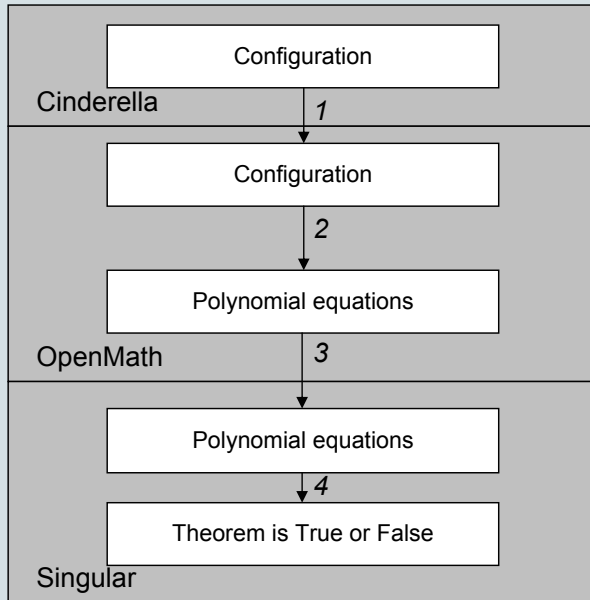 Configuration
Cinderella
1
Configuration
2
Polynomial equations
OpenMath
3
Polynomial equations
4
Theorem is True or False
Singular